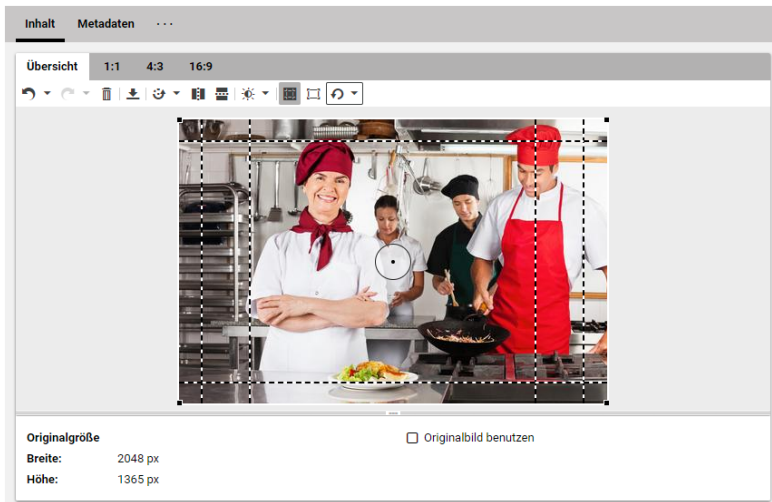 Inhalt Metadaten ···
Übersicht 1:1 4:3 16:9
Originalgröße
Originalbild benutzen
Breite: 2048 px
Höhe: 1365 px